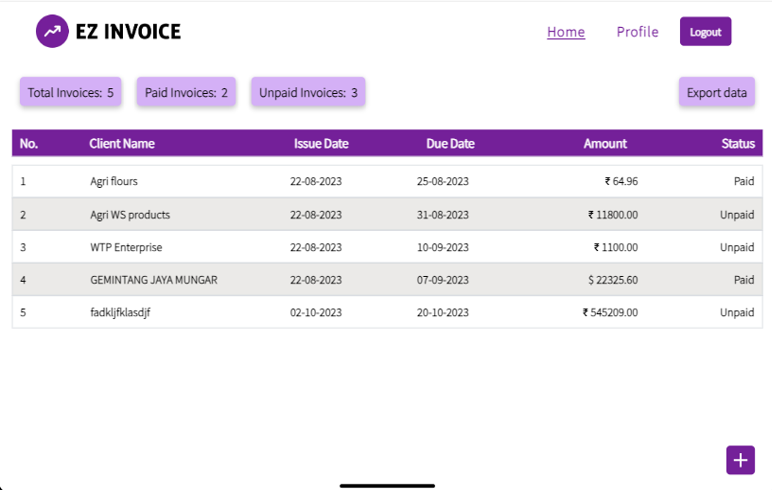 EZ INVOICE Home Profile Logout
Total Invoices: 5 Paid Invoices: 2 Unpaid Invoices: 3 Export data
No. Client Name Issue Date Due Date Amount Status
1 Agri flours 22-08-2023 25-08-2023 ₹ 64.96 Paid
2 Agri WS products 22-08-2023 31-08-2023 ₹ 11800.00 Unpaid
3 WTP Enterprise 22-08-2023 10-09-2023 ₹ 1100.00 Unpaid
4 GEMINTANG JAYA MUNGAR 22-08-2023 07-09-2023 $ 22325.60 Paid
5 fadkljfklasdjf 02-10-2023 20-10-2023 ₹ 545209.00 Unpaid
+